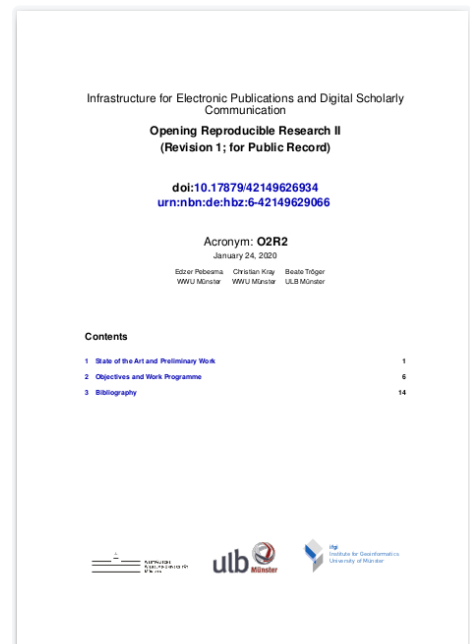 Infrastructure for Electronic Publications and Digital Scholarly
Communication
Opening Reproducible Research II
(Revision 1; for Public Record)
doi:10.17879/42149626934
urn:nbn:de:hbz:6-42149629066
Acronym: O2R2
January 24, 2020
Edzer Pebesma Christian Kray Beate Tröger
WWU Münster WWU Münster ULB Münster
Contents
1 State of the Art and Preliminary Work 1
2 Objectives and Work Programme 6
3 Bibliography 14
ulb Münster
ifgi
Institute for Geoinformatics
University of Münster